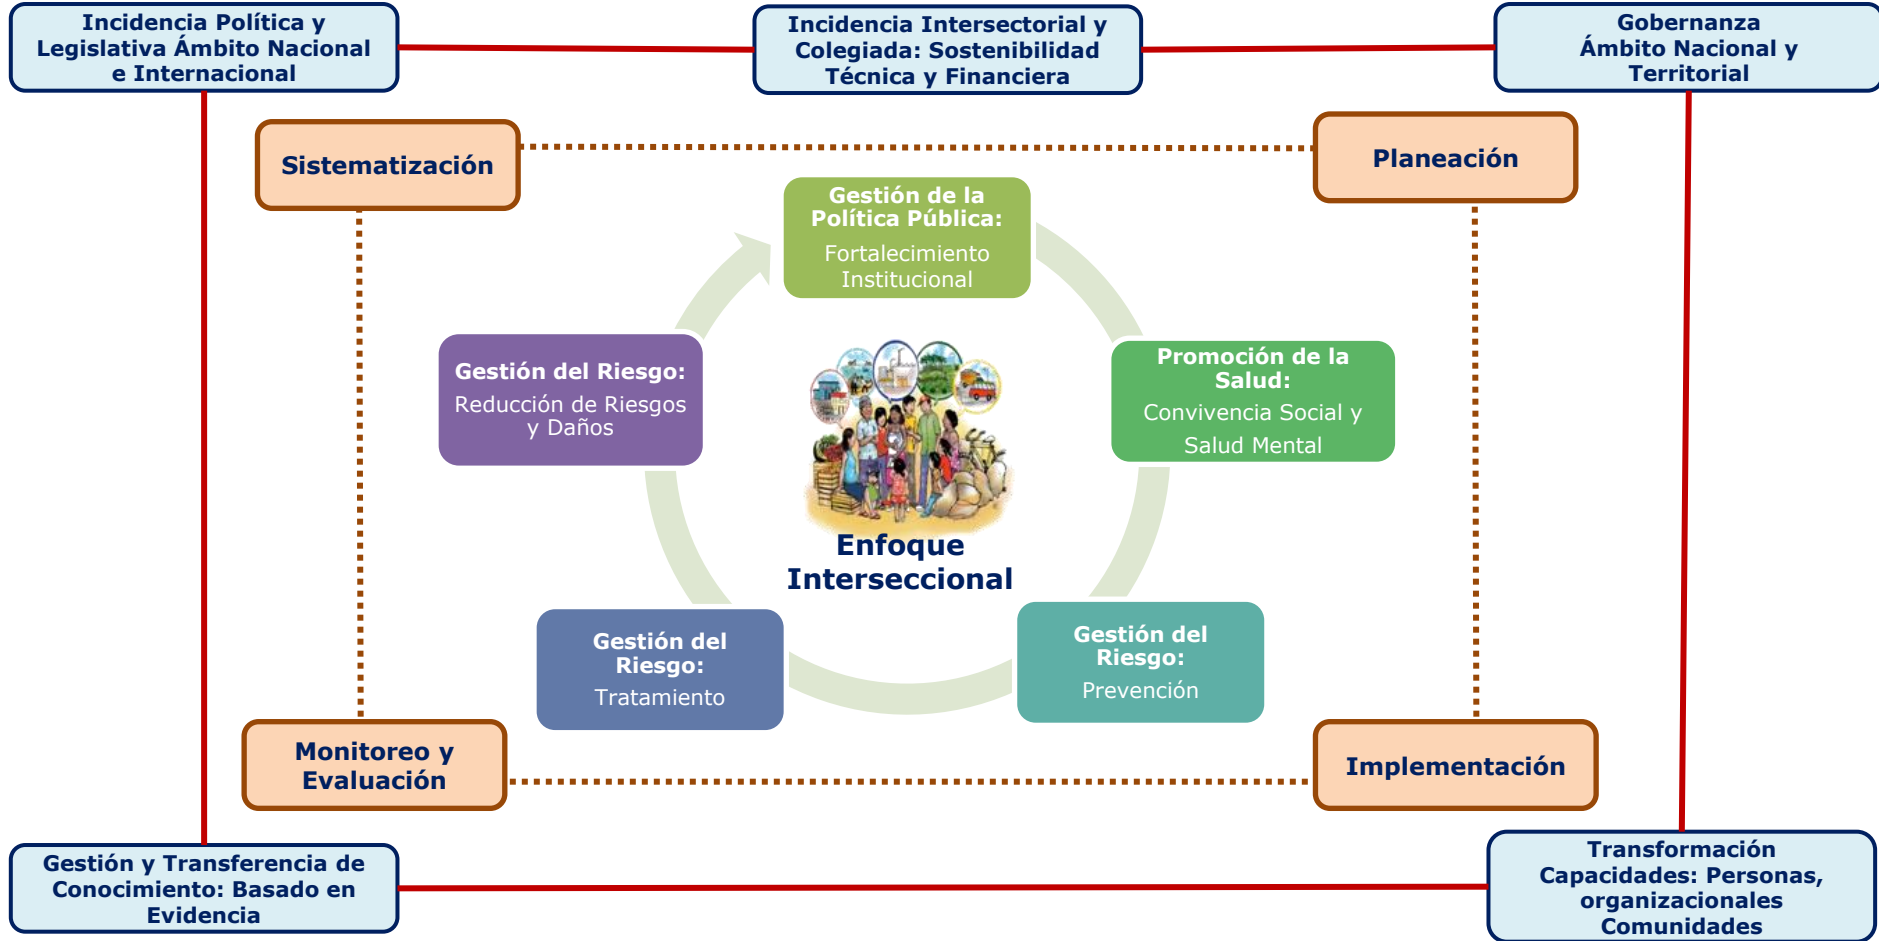 Incidencia Política y
Legislativa Ámbito Nacional
e Internacional
Incidencia Intersectorial y
Colegiada: Sostenibilidad
Técnica y Financiera
Gobernanza
Ámbito Nacional y
Territorial
Sistematización
Planeación
Gestión de la
Política Pública:
Fortalecimiento
Institucional
Gestión del Riesgo:
Reducción de Riesgos
y Daños
Promoción de la
Salud:
Convivencia Social y
Salud Mental
Enfoque
Interseccional
Gestión del
Riesgo:
Tratamiento
Gestión del
Riesgo:
Prevención
Monitoreo y
Evaluación
Implementación
Gestión y Transferencia de
Conocimiento: Basado en
Evidencia
Transformación
Capacidades: Personas,
organizacionales
Comunidades